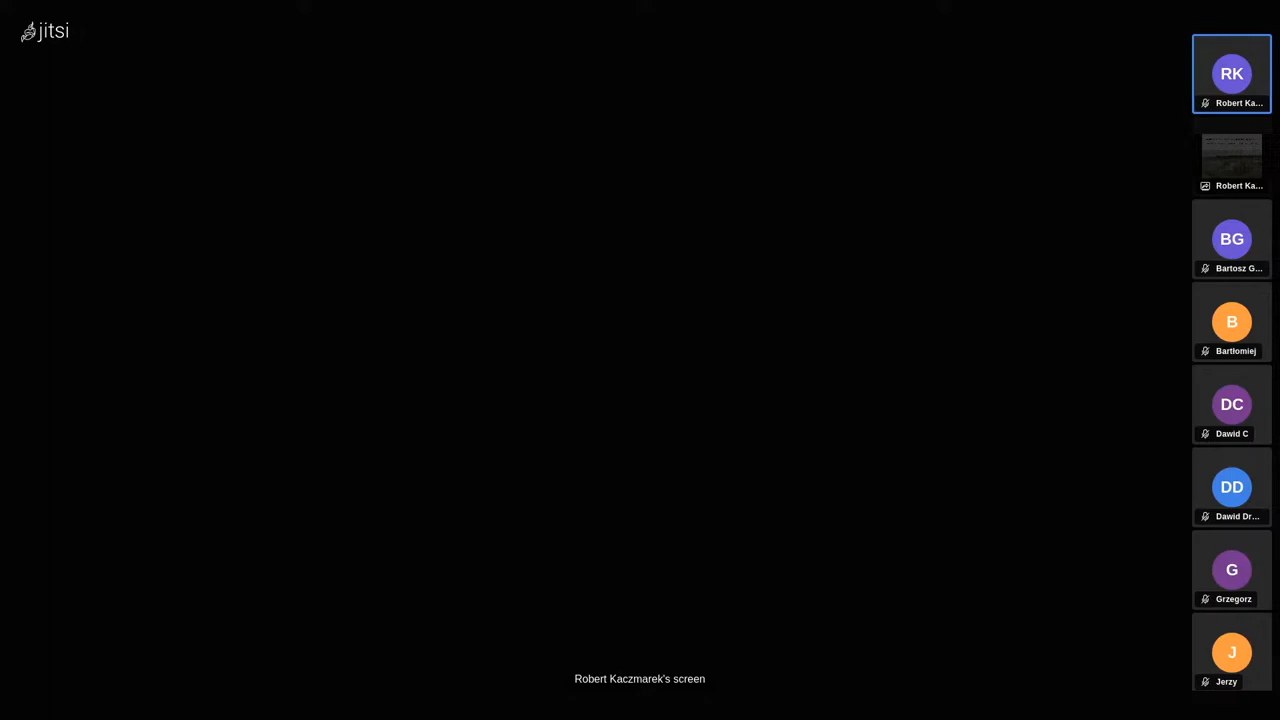 jitsi
RK
Robert Ka...
Robert Ka...
BG
Bartosz G...
B
Bartłomiej
DC
Dawid C
DD
Dawid Dr...
G
Grzegorz
J
Jerzy
Robert Kaczmarek's screen